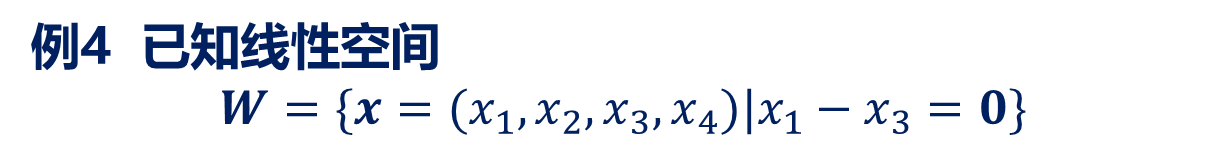 例4 已知线性空间
W = {x = (x₁, x₂, x₃, x₄)|x₁ − x₃ = 0}